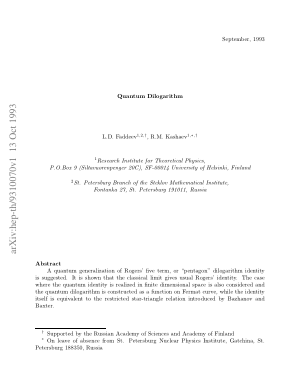 September, 1993
Quantum Dilogarithm
L.D. Faddeev¹,²,†, R.M. Kashaev¹,*,†
¹Research Institute for Theoretical Physics,
P.O.Box 9 (Siltavuorenpenger 20C), SF-00014 University of Helsinki, Finland
²St. Petersburg Branch of the Steklov Mathematical Institute,
Fontanka 27, St. Petersburg 191011, Russia
arXiv:hep-th/9310070v1 13 Oct 1993
Abstract
A quantum generalization of Rogers' five term, or "pentagon" dilogarithm identity
is suggested. It is shown that the classical limit gives usual Rogers' identity. The case
where the quantum identity is realized in finite dimensional space is also considered and
the quantum dilogarithm is constructed as a function on Fermat curve, while the identity
itself is equivalent to the restricted star-triangle relation introduced by Bazhanov and
Baxter.
† Supported by the Russian Academy of Sciences and Academy of Finland
* On leave of absence from St. Petersburg Nuclear Physics Institute, Gatchina, St.
Petersburg 188350, Russia